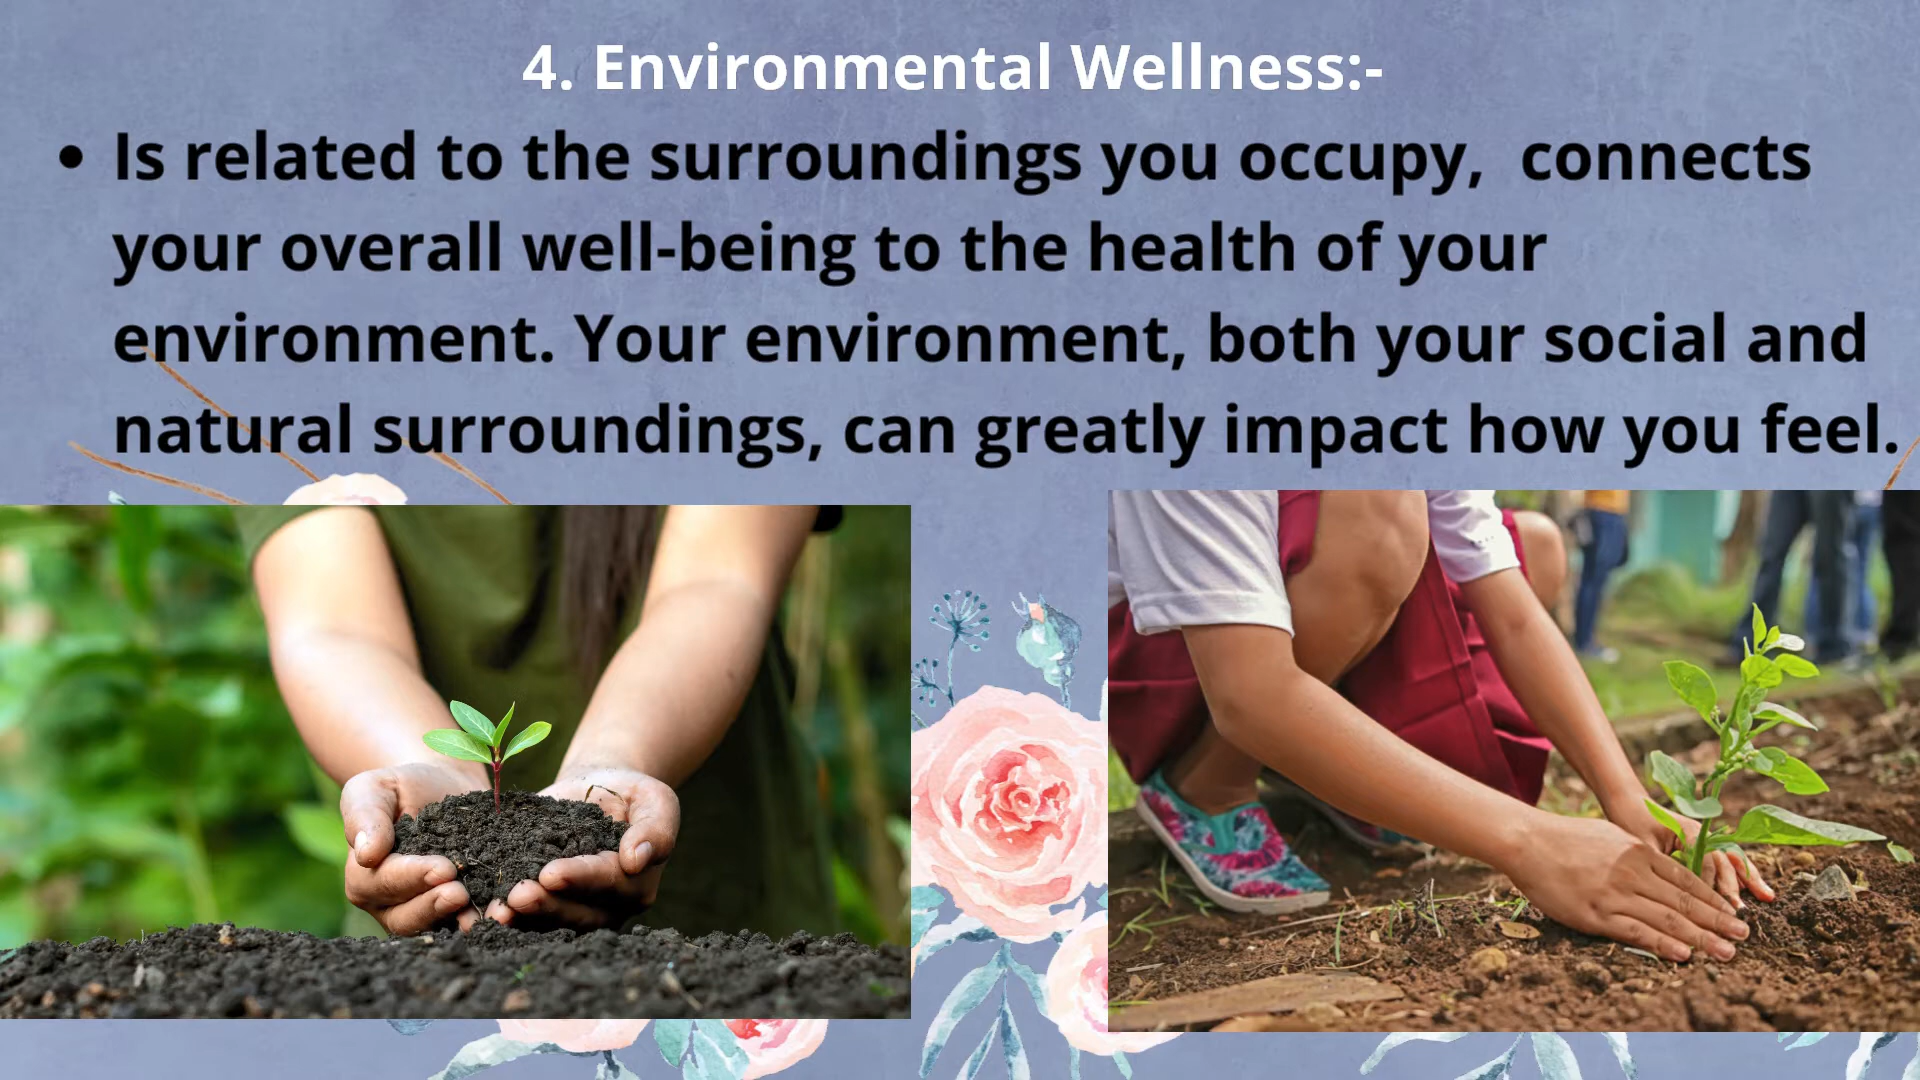 4. Environmental Wellness:-
• Is related to the surroundings you occupy,  connects
your overall well-being to the health of your
environment. Your environment, both your social and
natural surroundings, can greatly impact how you feel.